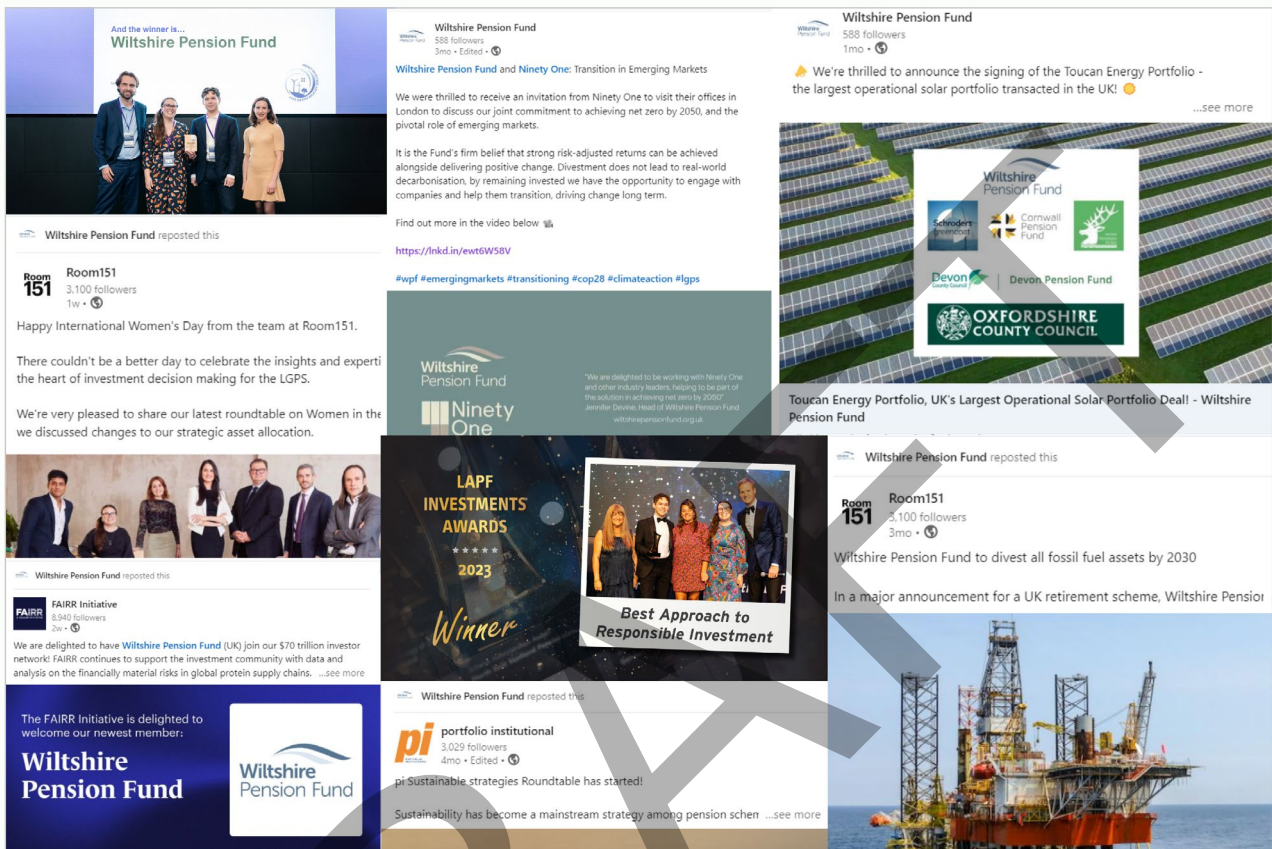 And the winner is...
Wiltshire Pension Fund
Wiltshire Pension Fund reposted this
Room
151
Room151
3,100 followers
1w •
Happy International Women's Day from the team at Room151.
There couldn't be a better day to celebrate the insights and experti
the heart of investment decision making for the LGPS.
We're very pleased to share our latest roundtable on Women in the
we discussed changes to our strategic asset allocation.
Wiltshire Pension Fund reposted this
FAIRR
FAIRR Initiative
8,940 followers
2w •
We are delighted to have Wiltshire Pension Fund (UK) join our $70 trillion investor
network! FAIRR continues to support the investment community with data and
analysis on the financially material risks in global protein supply chains. ...see more
The FAIRR Initiative is delighted to
welcome our newest member:
Wiltshire
Pension Fund
Wiltshire
Pension Fund
Wiltshire
Pension Fund
Wiltshire Pension Fund
588 followers
3mo • Edited •
Wiltshire Pension Fund and Ninety One: Transition in Emerging Markets
We were thrilled to receive an invitation from Ninety One to visit their offices in
London to discuss our joint commitment to achieving net zero by 2050, and the
pivotal role of emerging markets.
It is the Fund's firm belief that strong risk-adjusted returns can be achieved
alongside delivering positive change. Divestment does not lead to real-world
decarbonisation, by remaining invested we have the opportunity to engage with
companies and help them transition, driving change long term.
Find out more in the video below
https://lnkd.in/ewt6W58V
#wpf #emergingmarkets #transitioning #cop28 #climateaction #lgps
Wiltshire
Pension Fund
Ninety
One
"We are delighted to be working with Ninety One
and other industry leaders, helping to be part of
the solution in achieving net zero by 2050"
Jennifer Devine, Head of Wiltshire Pension Fund
wiltshirepensionfund.org.uk
LAPF
INVESTMENTS
AWARDS
2023
Winner
Best Approach to
Responsible Investment
Wiltshire Pension Fund reposted this
pi
portfolio institutional
3,029 followers
4mo • Edited •
pi Sustainable strategies Roundtable has started!
Sustainability has become a mainstream strategy among pension schem ...see more
Wiltshire
Pension Fund
Wiltshire Pension Fund
588 followers
1mo •
We're thrilled to announce the signing of the Toucan Energy Portfolio -
the largest operational solar portfolio transacted in the UK!
...see more
Wiltshire
Pension Fund
Schroders
greencoat
Cornwall
Pension
Fund
Devon
County Council
Devon Pension Fund
OXFORDSHIRE
COUNTY COUNCIL
Toucan Energy Portfolio, UK's Largest Operational Solar Portfolio Deal! - Wiltshire
Pension Fund
Wiltshire Pension Fund reposted this
Room
151
Room151
3,100 followers
3mo •
Wiltshire Pension Fund to divest all fossil fuel assets by 2030
In a major announcement for a UK retirement scheme, Wiltshire Pension
DRAFT